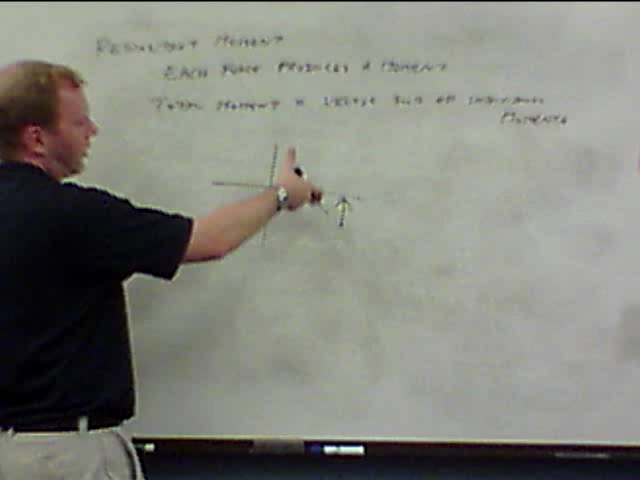 RESULTANT MOMENT
EACH FORCE PRODUCES A MOMENT
TOTAL MOMENT = VECTOR SUM OF INDIVIDUAL
MOMENTS